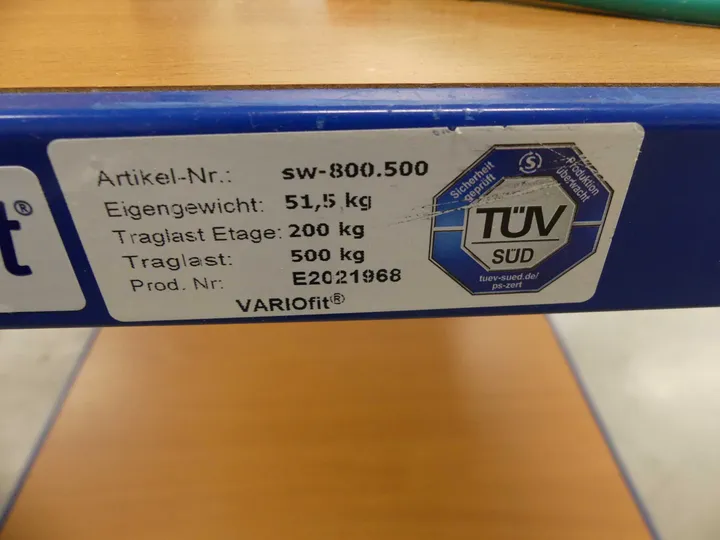 t®
Artikel-Nr.: sw-800.500
Eigengewicht: 51,5 kg
Traglast Etage: 200 kg
Traglast: 500 kg
Prod. Nr: E2021968
VARIOfit®
Sicherheit
geprüft
S
Produktion
überwacht
TÜV
SÜD
tuev-sued.de/
ps-zert